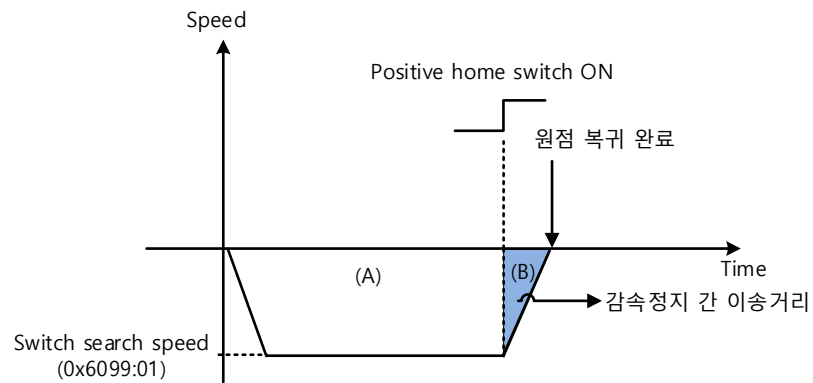 Speed
Positive home switch ON
원점 복귀 완료
(A)
(B)
Time
감속정지 간 이송거리
Switch search speed
(0x6099:01)